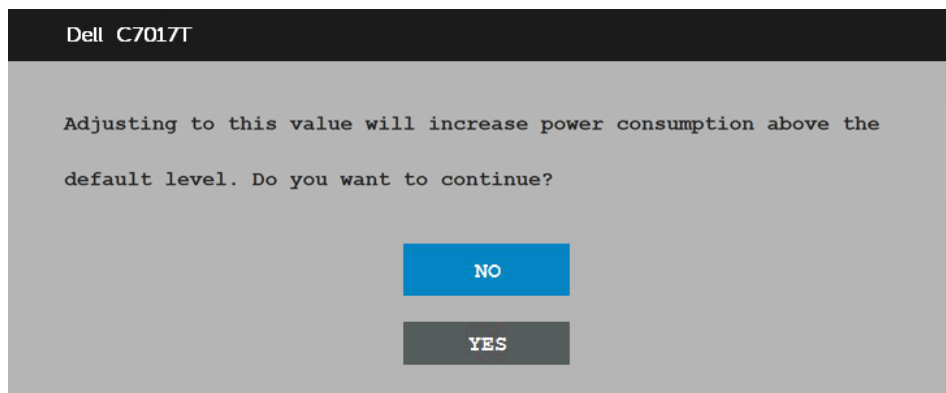 Dell C7017T
Adjusting to this value will increase power consumption above the
default level. Do you want to continue?
NO
YES